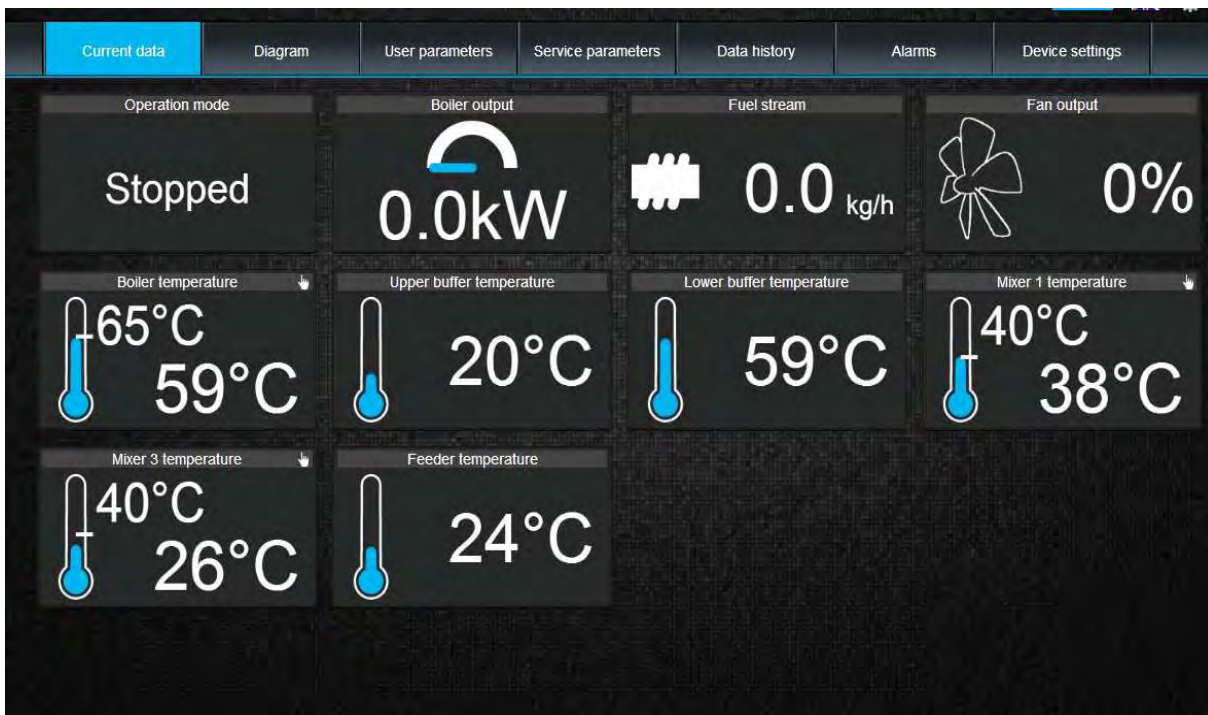 Current data
Diagram
User parameters
Service parameters
Data history
Alarms
Device settings
Operation mode
Stopped
Boiler output
0.0kW
Fuel stream
0.0 kg/h
Fan output
0%
Boiler temperature
65°C
59°C
Upper buffer temperature
20°C
Lower buffer temperature
59°C
Mixer 1 temperature
40°C
38°C
Mixer 3 temperature
40°C
26°C
Feeder temperature
24°C